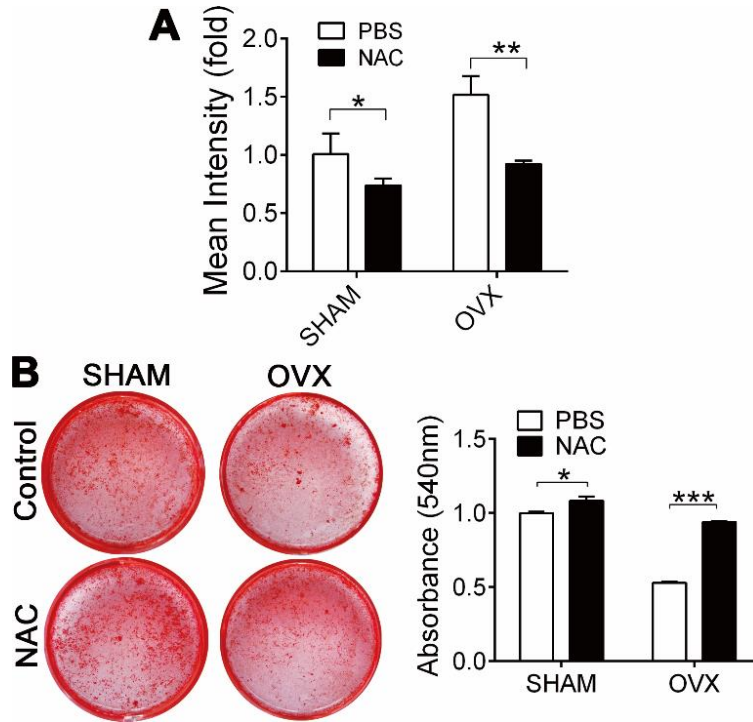 A
Mean Intensity (fold)
2.0
1.5
1.0
0.5
0.0
PBS
NAC
*
**
SHAM
OVX
B
SHAM
OVX
Control
NAC
Absorbance (540nm)
1.5
1.0
0.5
0.0
PBS
NAC
*
***
SHAM
OVX